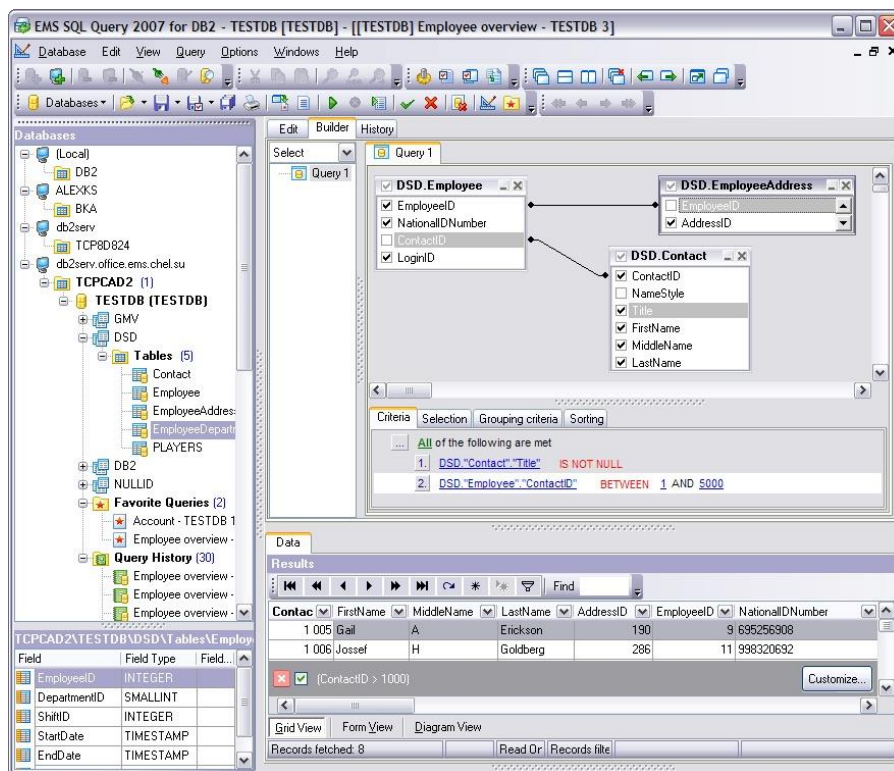 EMS SQL Query 2007 for DB2 - TESTDB [TESTDB] - [[TESTDB] Employee overview - TESTDB 3]
Database Edit View Query Options Windows Help
Databases
Databases
(Local)
DB2
ALEXKS
BKA
db2serv
TCP8D824
db2serv.office.ems.chel.su
TCPCAD2 (1)
TESTDB (TESTDB)
GMV
DSD
Tables (5)
Contact
Employee
EmployeeAddres
EmployeeDepartm
PLAYERS
DB2
NULLID
Favorite Queries (2)
Account - TESTDB 1
Employee overview -
Query History (30)
Employee overview -
Employee overview -
Employee overview -
TCPCAD2\TESTDB\DSD\Tables\Employe
Field Field Type Field...
EmployeeID INTEGER
DepartmentID SMALLINT
ShiftID INTEGER
StartDate TIMESTAMP
EndDate TIMESTAMP
Edit Builder History
Select
Query 1
Query 1
DSD.Employee
EmployeeID
NationalIDNumber
ContactID
LoginID
DSD.EmployeeAddress
EmployeeID
AddressID
DSD.Contact
ContactID
NameStyle
Title
FirstName
MiddleName
LastName
Criteria Selection Grouping criteria Sorting
... All of the following are met
1. DSD."Contact"."Title" IS NOT NULL
2. DSD."Employee"."ContactID" BETWEEN 1 AND 5000
Data
Results
Find
Contac FirstName MiddleName LastName AddressID EmployeeID NationalIDNumber
1 005 Gail A Erickson 190 9 695256908
1 006 Jossef H Goldberg 286 11 998320692
(ContactID > 1000)
Customize...
Grid View Form View Diagram View
Records fetched: 8 Read Or Records filte